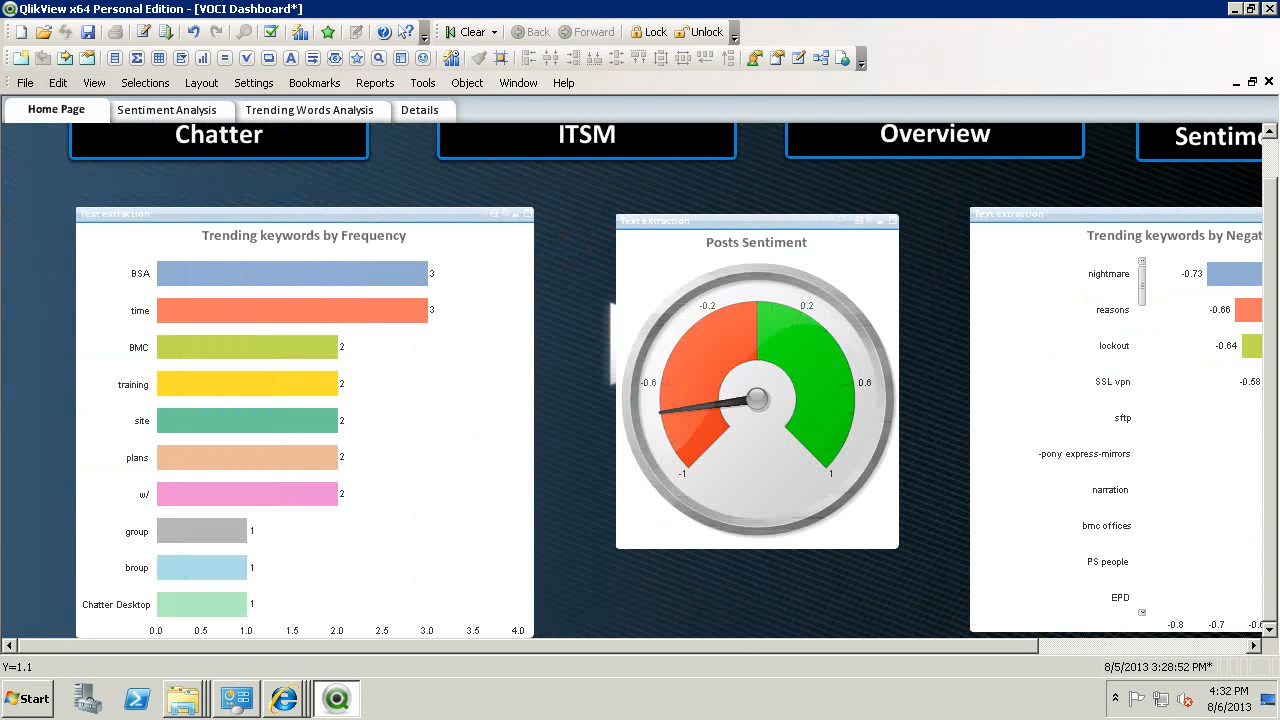 QlikView x64 Personal Edition - [VOCI Dashboard*]
Clear Back Forward Lock Unlock
File Edit View Selections Layout Settings Bookmarks Reports Tools Object Window Help
Home Page Sentiment Analysis Trending Words Analysis Details
Chatter ITSM Overview Sentime
Text extraction:
Trending keywords by Frequency
BSA 3
time 3
BMC 2
training 2
site 2
plans 2
w/ 2
group 1
broup 1
Chatter Desktop 1
0.0 0.5 1.0 1.5 2.0 2.5 3.0 3.5 4.0
Text extraction
Posts Sentiment
-0.2 0.2
-0.6 0.6
-1 1
Text extraction
Trending keywords by Negat
nightmare -0.73
reasons -0.66
lockout -0.64
SSL vpn -0.58
sftp
-pony express-mirrors
narration
bmc offices
PS people
EPD
-0.8 -0.7
Y=1.1 8/5/2013 3:28:52 PM*
Start 4:32 PM
8/6/2013